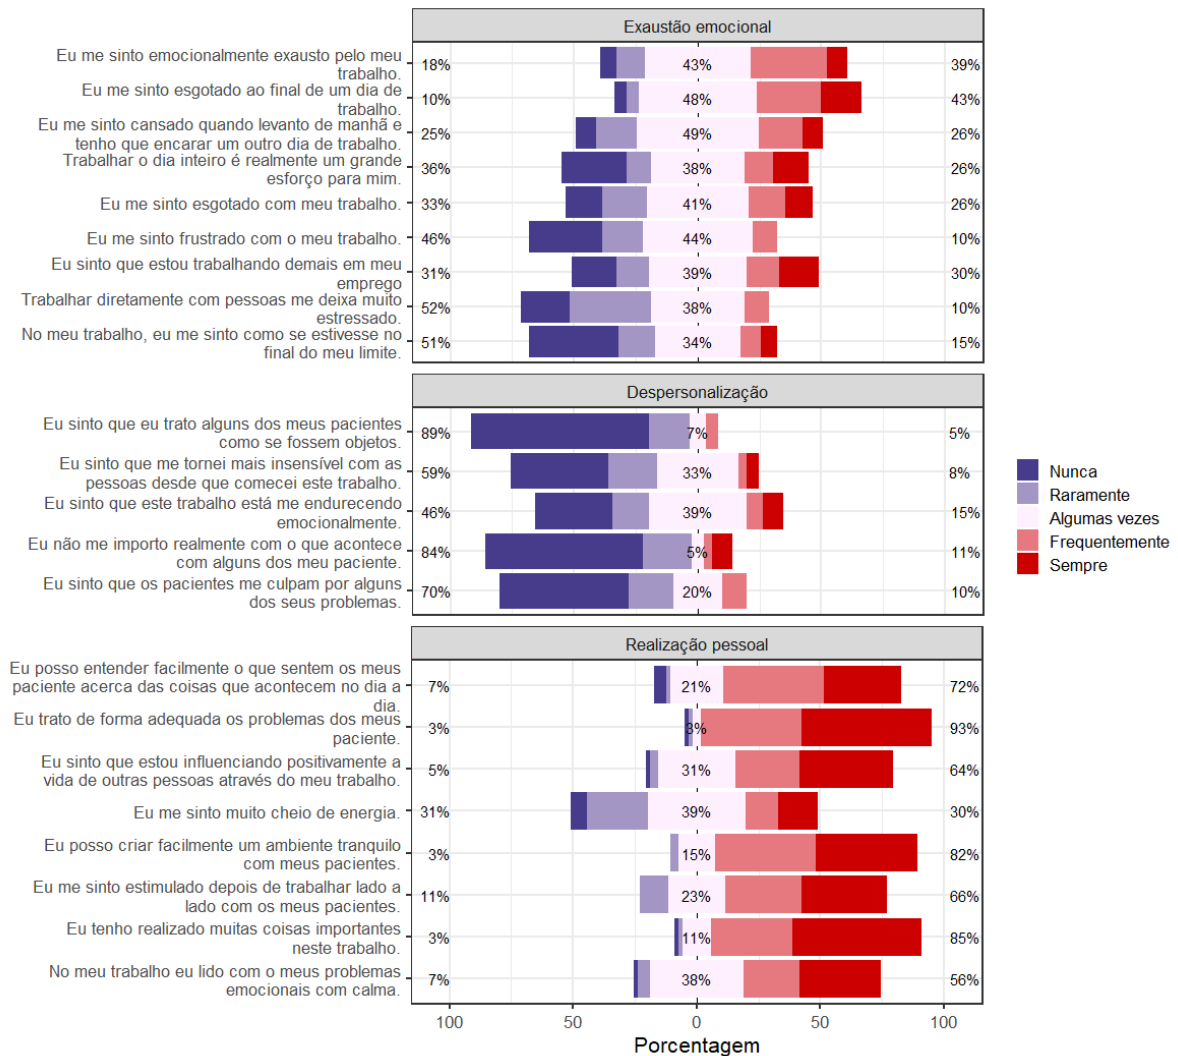 Exaustão emocional
Eu me sinto emocionalmente exausto pelo meu
trabalho.
18% 43% 39%
Eu me sinto esgotado ao final de um dia de
trabalho.
10% 48% 43%
Eu me sinto cansado quando levanto de manhã e
tenho que encarar um outro dia de trabalho.
25% 49% 26%
Trabalhar o dia inteiro é realmente um grande
esforço para mim.
36% 38% 26%
Eu me sinto esgotado com meu trabalho.
33% 41% 26%
Eu me sinto frustrado com o meu trabalho.
46% 44% 10%
Eu sinto que estou trabalhando demais em meu
emprego
31% 39% 30%
Trabalhar diretamente com pessoas me deixa muito
estressado.
52% 38% 10%
No meu trabalho, eu me sinto como se estivesse no
final do meu limite.
51% 34% 15%
Despersonalização
Eu sinto que eu trato alguns dos meus pacientes
como se fossem objetos.
89% 7% 5%
Eu sinto que me tornei mais insensível com as
pessoas desde que comecei este trabalho.
59% 33% 8%
Eu sinto que este trabalho está me endurecendo
emocionalmente.
46% 39% 15%
Eu não me importo realmente com o que acontece
com alguns dos meu paciente.
84% 5% 11%
Eu sinto que os pacientes me culpam por alguns
dos seus problemas.
70% 20% 10%
Realização pessoal
Eu posso entender facilmente o que sentem os meus
paciente acerca das coisas que acontecem no dia a
dia.
7% 21% 72%
Eu trato de forma adequada os problemas dos meus
paciente.
3% 3% 93%
Eu sinto que estou influenciando positivamente a
vida de outras pessoas através do meu trabalho.
5% 31% 64%
Eu me sinto muito cheio de energia.
31% 39% 30%
Eu posso criar facilmente um ambiente tranquilo
com meus pacientes.
3% 15% 82%
Eu me sinto estimulado depois de trabalhar lado a
lado com os meus pacientes.
11% 23% 66%
Eu tenho realizado muitas coisas importantes
neste trabalho.
3% 11% 85%
No meu trabalho eu lido com o meus problemas
emocionais com calma.
7% 38% 56%
100 50 0 50 100
Porcentagem
Nunca
Raramente
Algumas vezes
Frequentemente
Sempre